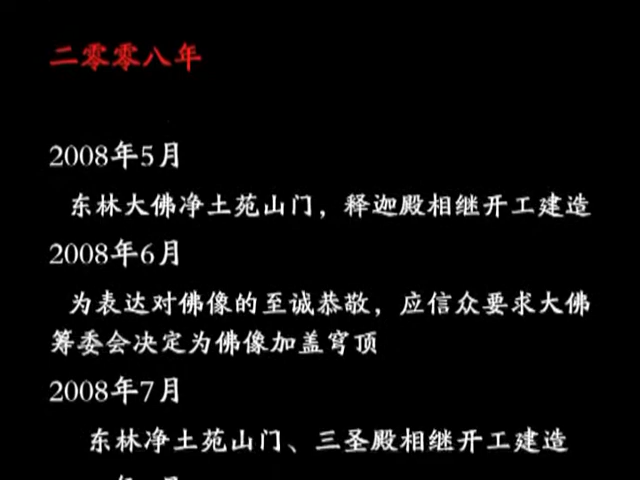 二零零八年
2008年5月
东林大佛净土苑山门，释迦殿相继开工建造
2008年6月
为表达对佛像的至诚恭敬，应信众要求大佛
筹委会决定为佛像加盖穹顶
2008年7月
东林净土苑山门、三圣殿相继开工建造